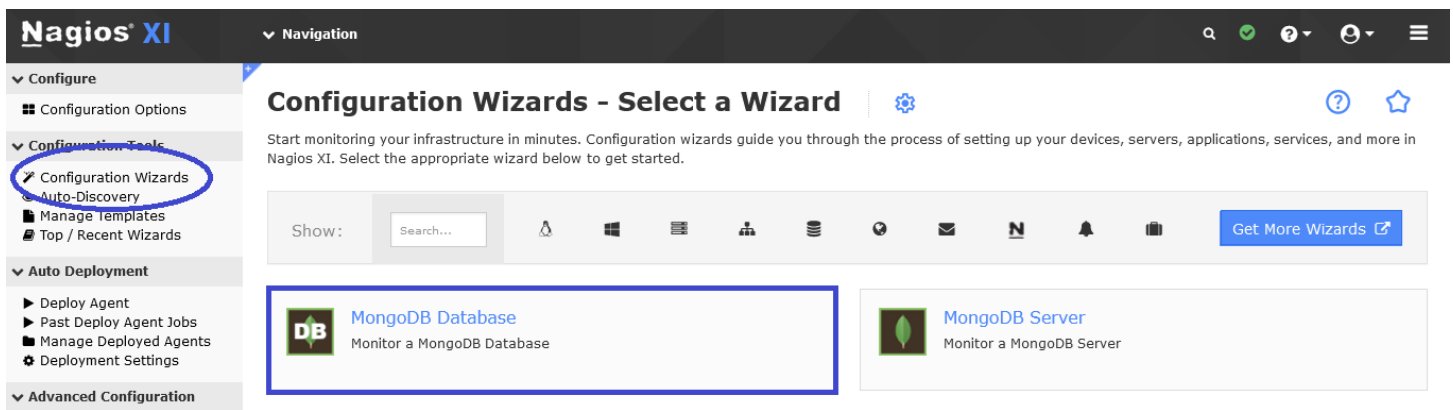 Nagios® XI
Navigation
Configure
Configuration Options
Configuration Tools
Configuration Wizards
Auto-Discovery
Manage Templates
Top / Recent Wizards
Auto Deployment
Deploy Agent
Past Deploy Agent Jobs
Manage Deployed Agents
Deployment Settings
Advanced Configuration
Configuration Wizards - Select a Wizard
Start monitoring your infrastructure in minutes. Configuration wizards guide you through the process of setting up your devices, servers, applications, services, and more in
Nagios XI. Select the appropriate wizard below to get started.
Show:
Search...
N
Get More Wizards
DB
MongoDB Database
Monitor a MongoDB Database
MongoDB Server
Monitor a MongoDB Server